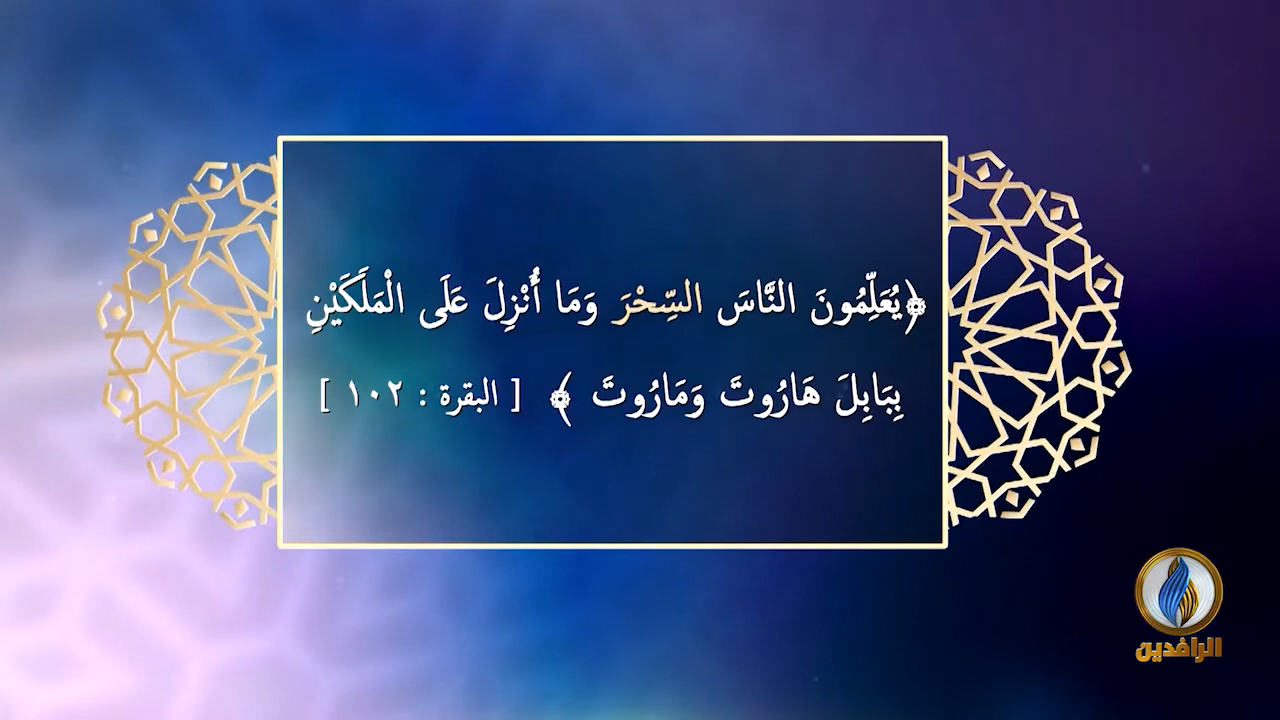 ﴿يُعَلِّمُونَ النَّاسَ السِّحْرَ وَمَا أُنْزِلَ عَلَى الْمَلَكَيْنِ
بِبَابِلَ هَارُوتَ وَمَارُوتَ ﴾ [ البقرة : ١٠٢ ]
الرافدين